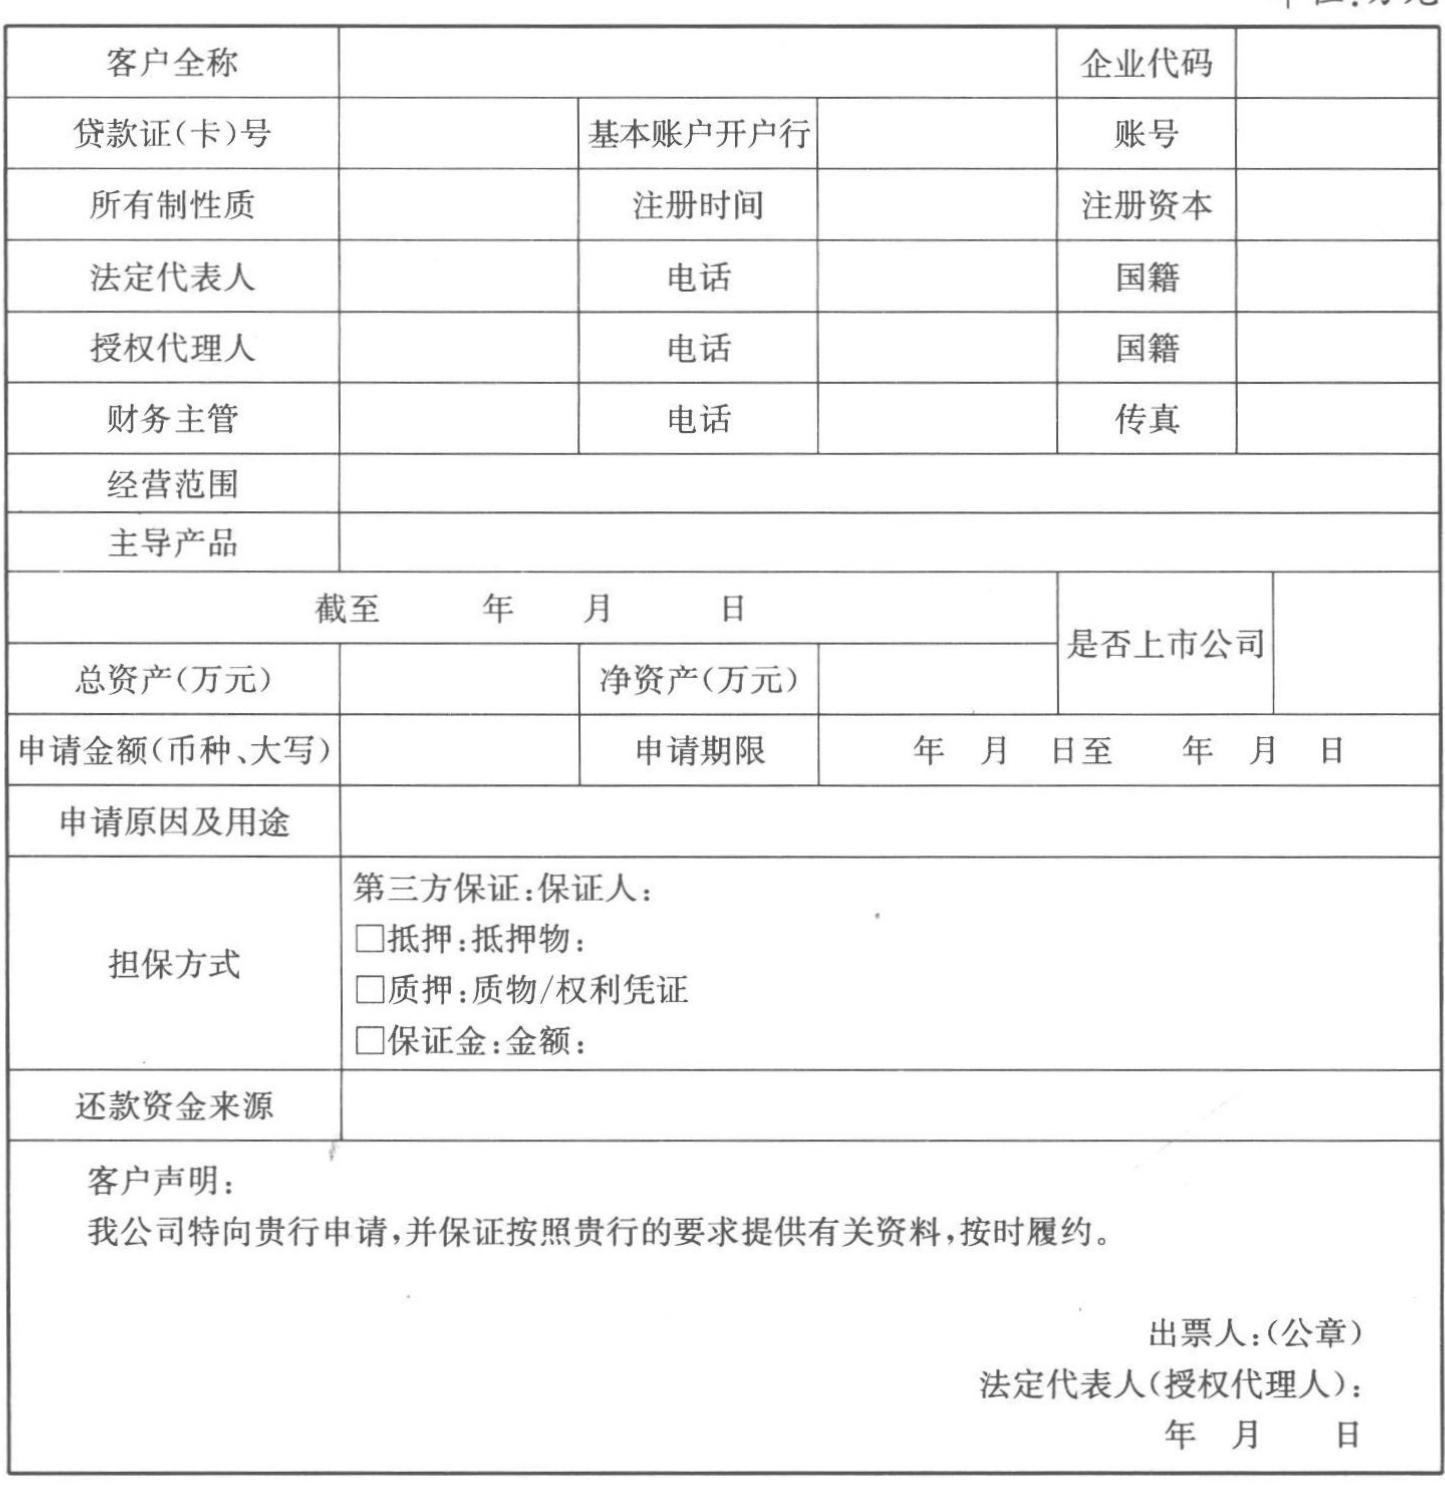 客户全称 企业代码
贷款证(卡)号 基本账户开户行 账号
所有制性质 注册时间 注册资本
法定代表人 电话 国籍
授权代理人 电话 国籍
财务主管 电话 传真
经营范围
主导产品
截至 年 月 日
是否上市公司
总资产(万元) 净资产(万元)
申请金额(币种、大写) 申请期限 年 月 日至 年 月 日
申请原因及用途
担保方式
第三方保证:保证人:
□抵押:抵押物:
□质押:质物/权利凭证
□保证金:金额:
还款资金来源
客户声明:
我公司特向贵行申请,并保证按照贵行的要求提供有关资料,按时履约。
出票人:(公章)
法定代表人(授权代理人):
年 月 日